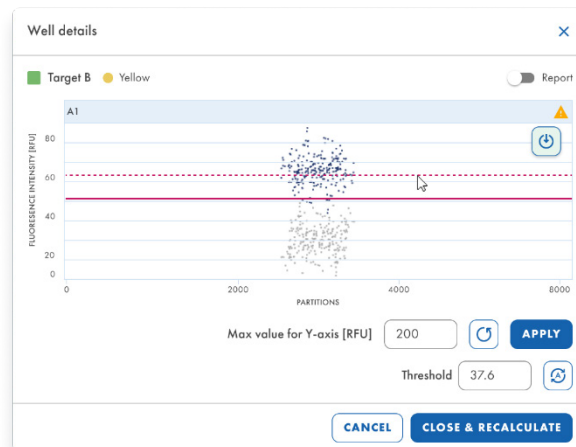 Well details
Target B Yellow Report
A1
FLUORESENCE INTENSITY [RFU]
80
60
40
20
0
0 2000 4000 8000
PARTITIONS
Max value for Y-axis [RFU] 200 APPLY
Threshold 37.6 A
CANCEL CLOSE & RECALCULATE